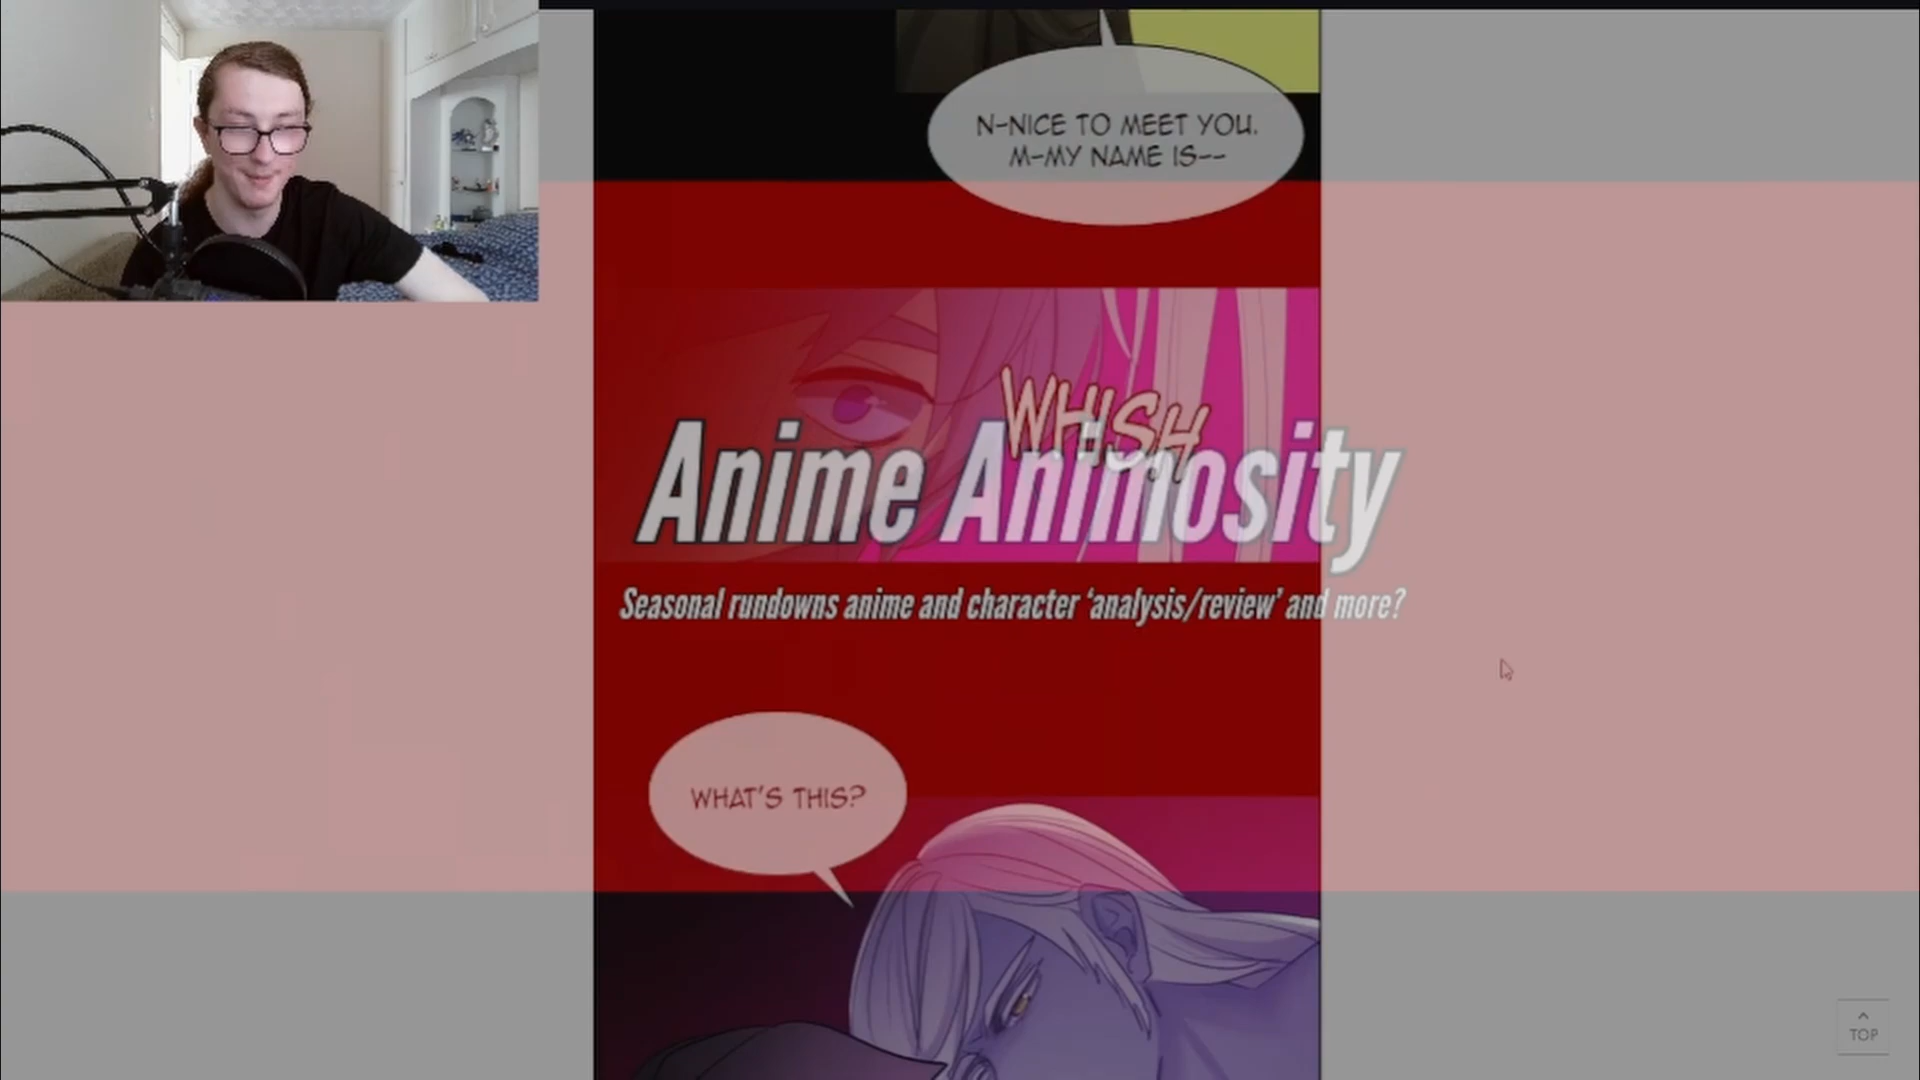 N-NICE TO MEET YOU.
M-MY NAME IS--
WHISH
Anime Animosity
Seasonal rundowns anime and character 'analysis/review' and more?
WHAT'S THIS?
TOP